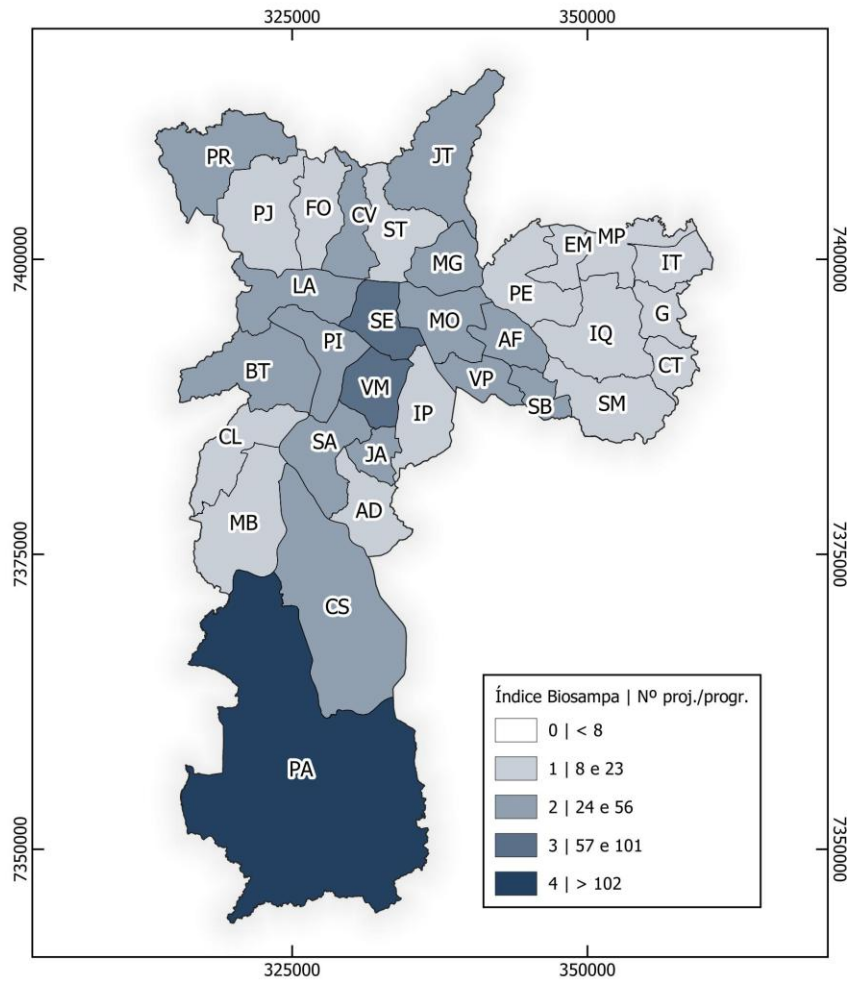 325000
350000
PR
JT
PJ
FO
CV
ST
EM
MP
7400000
7400000
MG
IT
LA
PE
SE
MO
G
PI
AF
IQ
BT
VM
VP
CT
SB
SM
IP
CL
SA
JA
AD
MB
7375000
7375000
CS
PA
Índice Biosampa | Nº proj./progr.
0 | < 8
1 | 8 e 23
2 | 24 e 56
3 | 57 e 101
4 | > 102
7350000
7350000
325000
350000